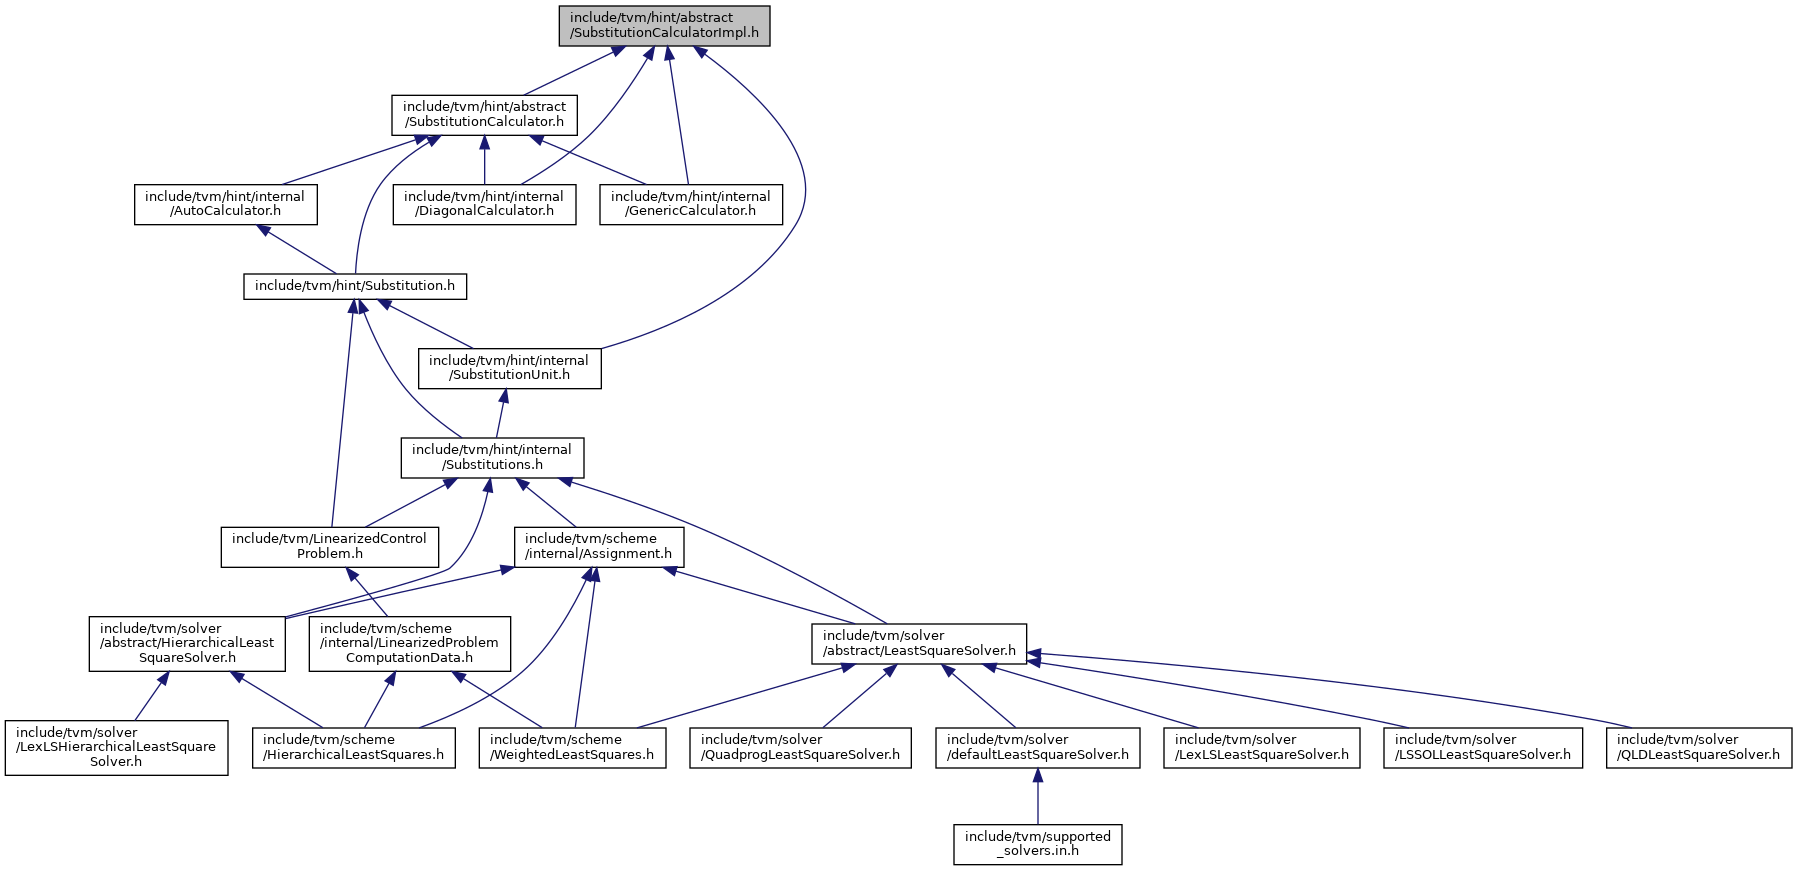 include/tvm/hint/abstract
/SubstitutionCalculatorImpl.h
include/tvm/hint/abstract
/SubstitutionCalculator.h
include/tvm/hint/internal
/AutoCalculator.h
include/tvm/hint/internal
/DiagonalCalculator.h
include/tvm/hint/internal
/GenericCalculator.h
include/tvm/hint/Substitution.h
include/tvm/hint/internal
/SubstitutionUnit.h
include/tvm/hint/internal
/Substitutions.h
include/tvm/LinearizedControl
Problem.h
include/tvm/scheme
/internal/Assignment.h
include/tvm/solver
/abstract/HierarchicalLeast
SquareSolver.h
include/tvm/scheme
/internal/LinearizedProblem
ComputationData.h
include/tvm/solver
/abstract/LeastSquareSolver.h
include/tvm/solver
/LexLSHierarchicalLeastSquare
Solver.h
include/tvm/scheme
/HierarchicalLeastSquares.h
include/tvm/scheme
/WeightedLeastSquares.h
include/tvm/solver
/QuadprogLeastSquareSolver.h
include/tvm/solver
/defaultLeastSquareSolver.h
include/tvm/solver
/LexLSLeastSquareSolver.h
include/tvm/solver
/LSSOLLeastSquareSolver.h
include/tvm/solver
/QLDLeastSquareSolver.h
include/tvm/supported
_solvers.in.h